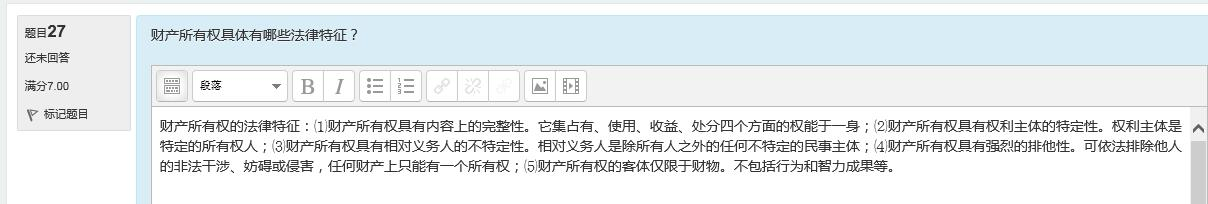 题目27
还未回答
满分7.00
标记题目
财产所有权具体有哪些法律特征？
段落
B I
财产所有权的法律特征：⑴财产所有权具有内容上的完整性。它集占有、使用、收益、处分四个方面的权能于一身；⑵财产所有权具有权利主体的特定性。权利主体是
特定的所有权人；⑶财产所有权具有相对义务人的不特定性。相对义务人是除所有人之外的任何不特定的民事主体；⑷财产所有权具有强烈的排他性。可依法排除他人
的非法干涉、妨碍或侵害，任何财产上只能有一个所有权；⑸财产所有权的客体仅限于财物。不包括行为和智力成果等。